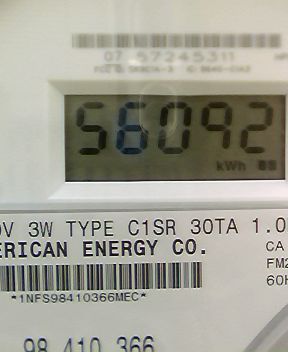 07 57245311
56092
kWh
V 3W TYPE C1SR 30TA 1.0
ERICAN ENERGY CO.
CA
FM2
60H
*1NFS98410366MEC*
98 410 366